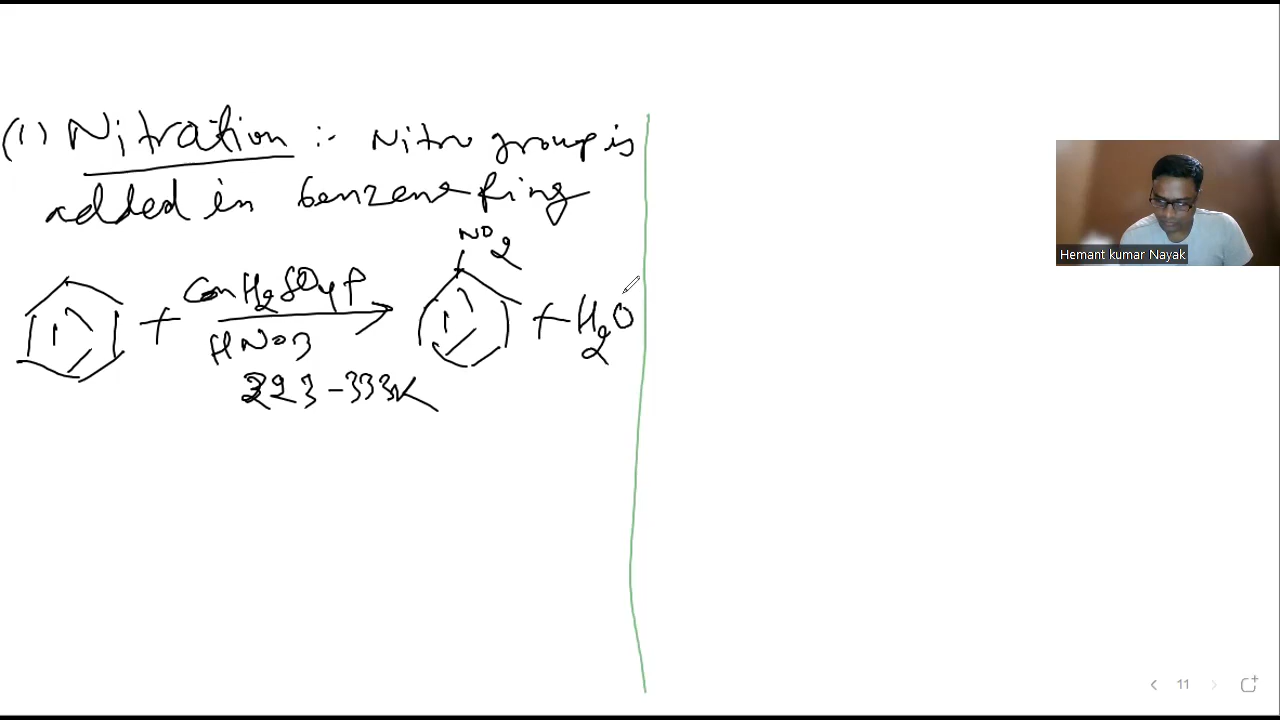 (1) Nitration :- Nitro group is
added in benzene ring
NO2
+ Con H2SO4 + HNO3 + H2O
323-333K
Hemant kumar Nayak
11